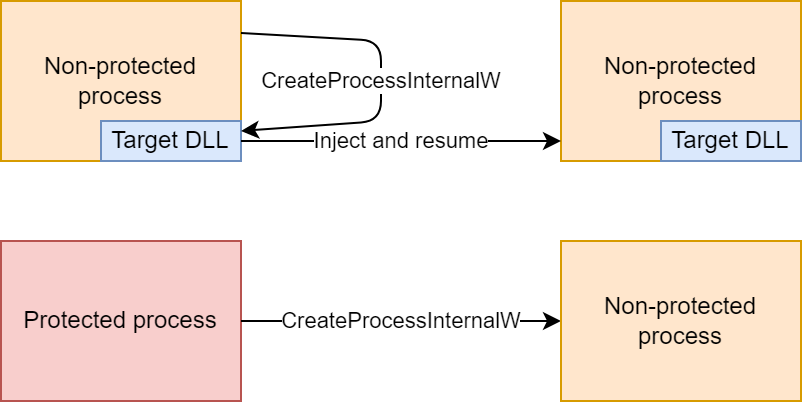 Non-protected
process
CreateProcessInternalW
Target DLL
Inject and resume
Non-protected
process
Target DLL
Protected process
CreateProcessInternalW
Non-protected
process